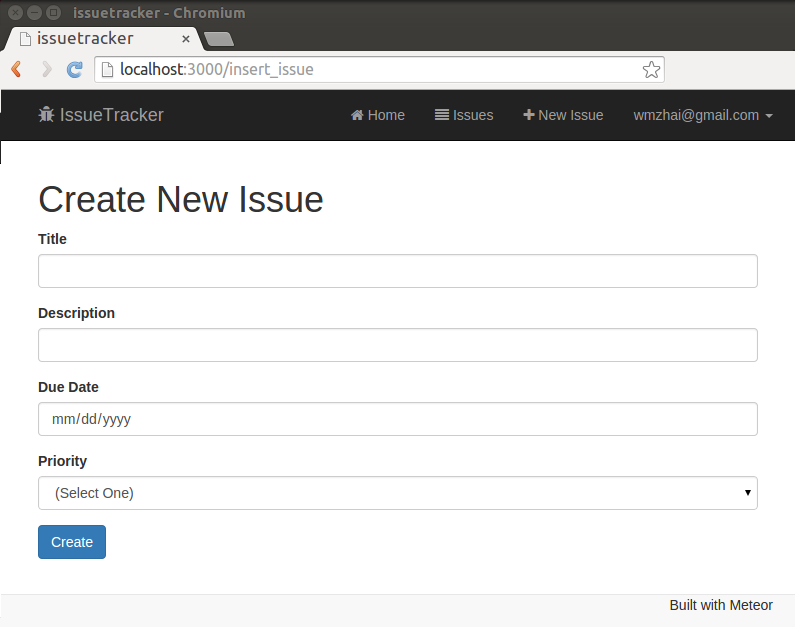 issuetracker - Chromium
issuetracker
localhost:3000/insert_issue
IssueTracker Home Issues New Issue wmzhai@gmail.com
Create New Issue
Title
Description
Due Date
mm/dd/yyyy
Priority
(Select One)
Create
Built with Meteor